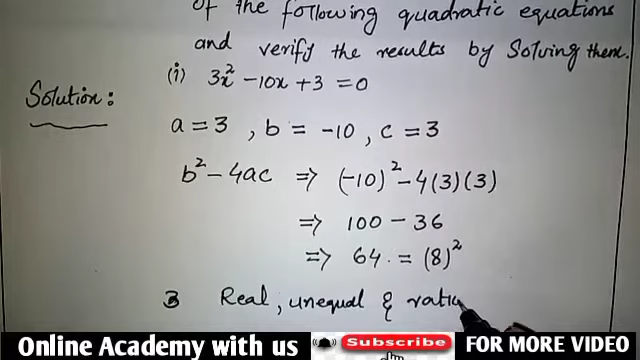 of the following quadratic equations
and verify the results by Solving them.
(i) 3x² - 10x + 3 = 0
Solution:
a = 3 , b = -10 , c = 3
b² - 4ac ⇒ (-10)² - 4(3)(3)
⇒ 100 - 36
⇒ 64. = (8)²
Real, unequal & ratio
Online Academy with us Subscribe FOR MORE VIDEO